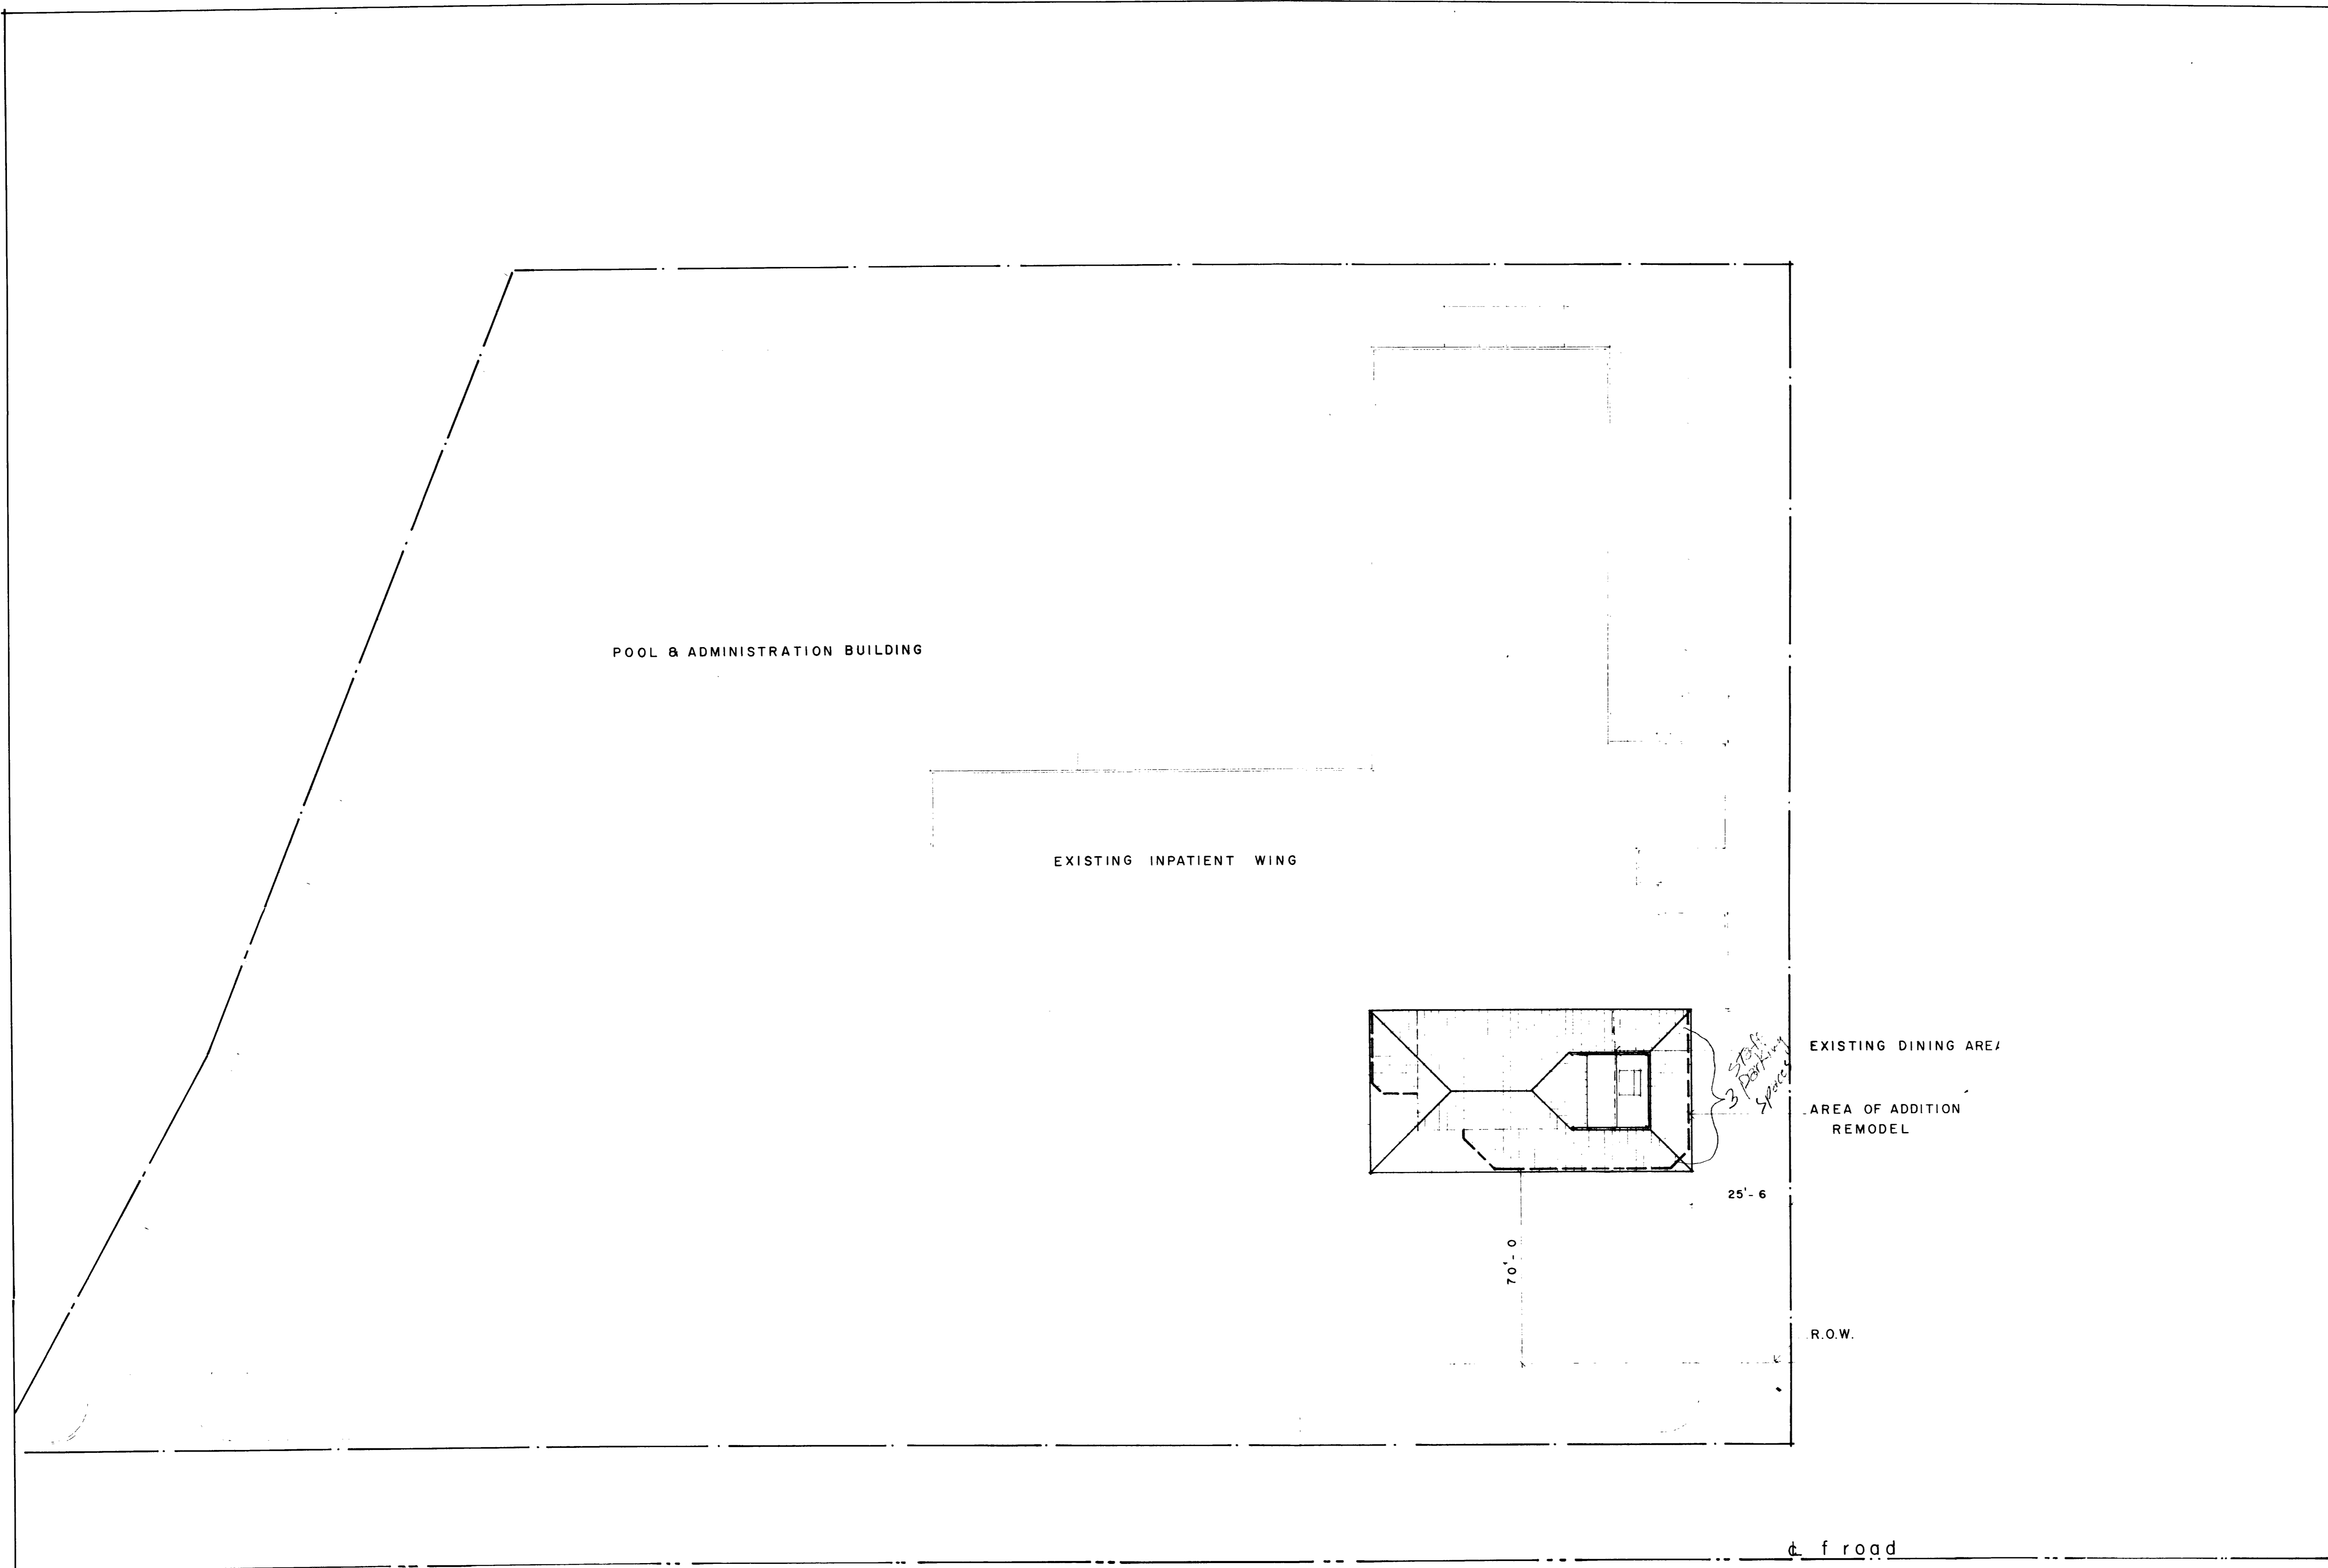 POOL & ADMINISTRATION BUILDING
EXISTING INPATIENT WING
3 Staff
parking
spaces
EXISTING DINING AREA
AREA OF ADDITION
REMODEL
25'-6
70'-0
R.O.W.
℄ f road